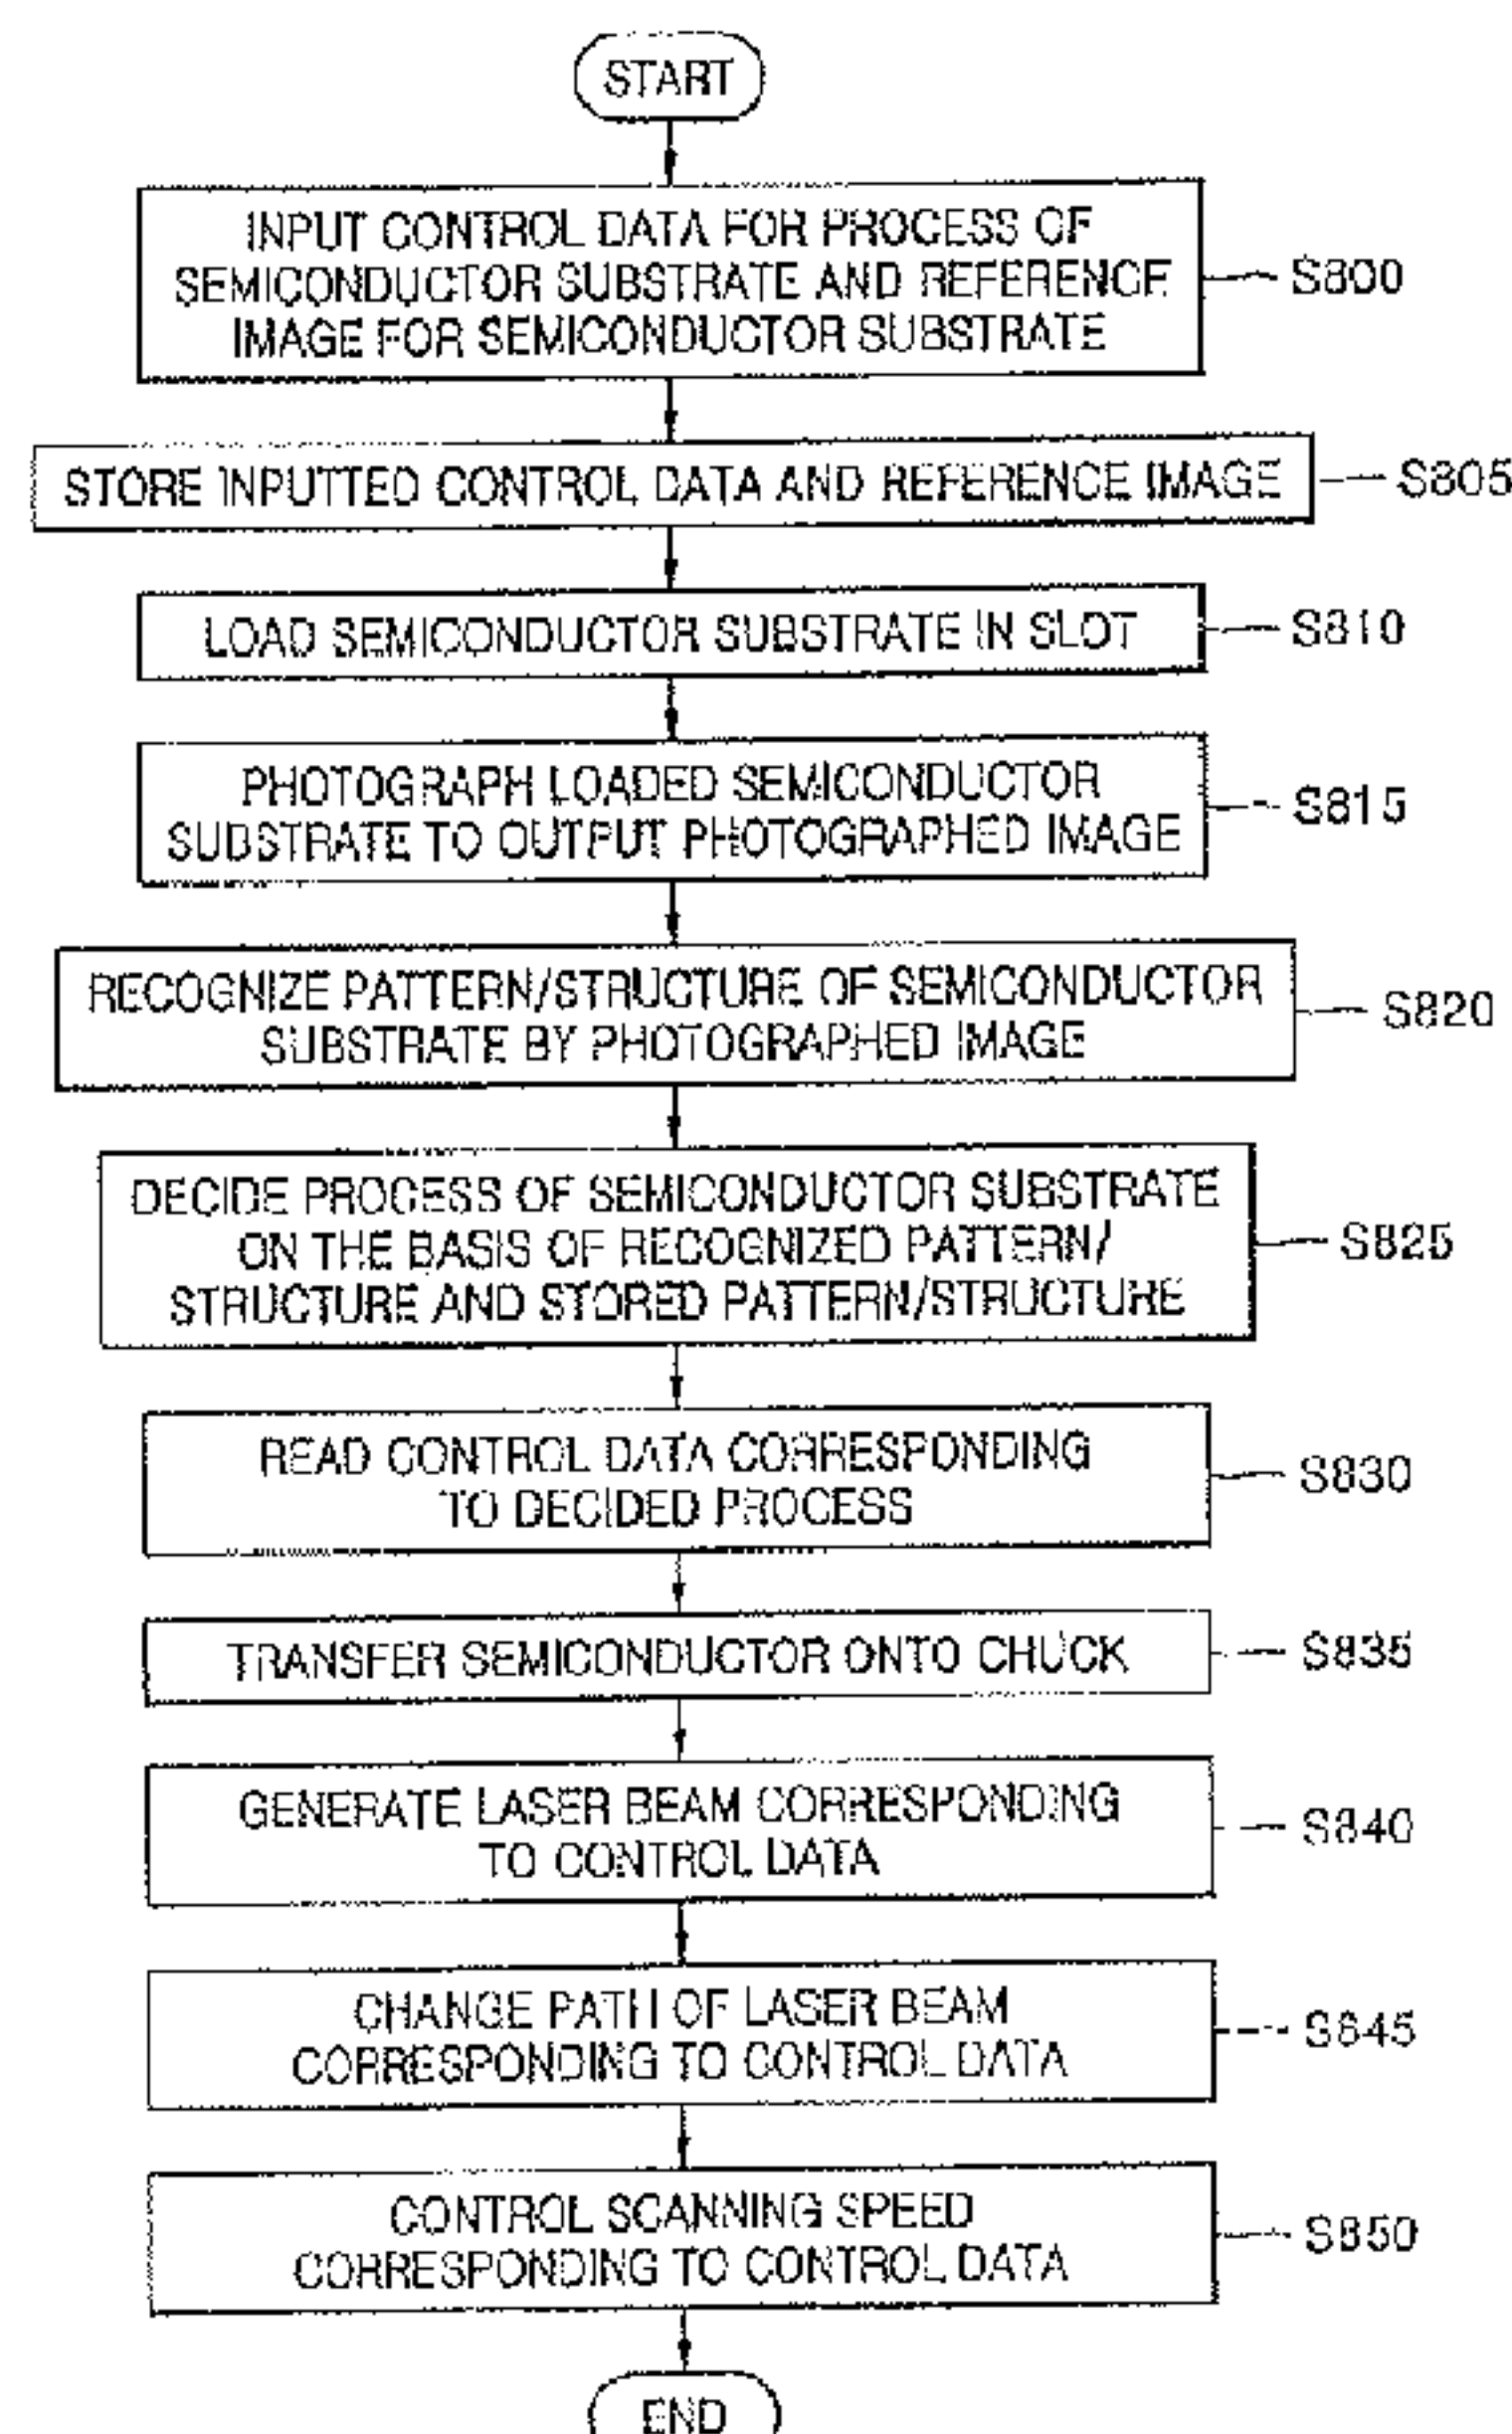 START
INPUT CONTROL DATA FOR PROCESS OF
SEMICONDUCTOR SUBSTRATE AND REFERENCE
IMAGE FOR SEMICONDUCTOR SUBSTRATE
S800
STORE INPUTTED CONTROL DATA AND REFERENCE IMAGE
S805
LOAD SEMICONDUCTOR SUBSTRATE IN SLOT
S810
PHOTOGRAPH LOADED SEMICONDUCTOR
SUBSTRATE TO OUTPUT PHOTOGRAPHED IMAGE
S815
RECOGNIZE PATTERN/STRUCTURE OF SEMICONDUCTOR
SUBSTRATE BY PHOTOGRAPHED IMAGE
S820
DECIDE PROCESS OF SEMICONDUCTOR SUBSTRATE
ON THE BASIS OF RECOGNIZED PATTERN/
STRUCTURE AND STORED PATTERN/STRUCTURE
S825
READ CONTROL DATA CORRESPONDING
TO DECIDED PROCESS
S830
TRANSFER SEMICONDUCTOR ONTO CHUCK
S835
GENERATE LASER BEAM CORRESPONDING
TO CONTROL DATA
S840
CHANGE PATH OF LASER BEAM
CORRESPONDING TO CONTROL DATA
S845
CONTROL SCANNING SPEED
CORRESPONDING TO CONTROL DATA
S850
END